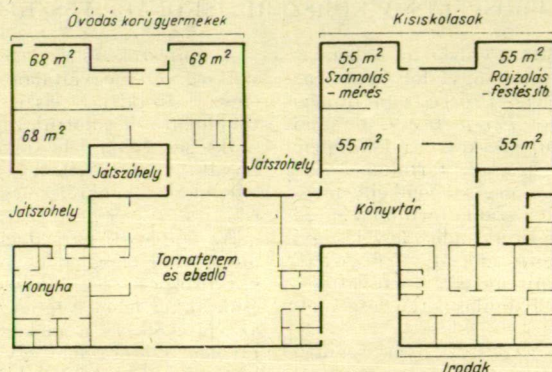 Óvodas korú gyermekek
Kisiskolások
68 m²
68 m²
55 m²
55 m²
Számolás
- mérés
Rajzolás
- festés stb
68 m²
55 m²
55 m²
Játszóhely
Játszóhely
Játszóhely
Könyvtár
Tornaterem
és ebédlő
Konyha
Irodák